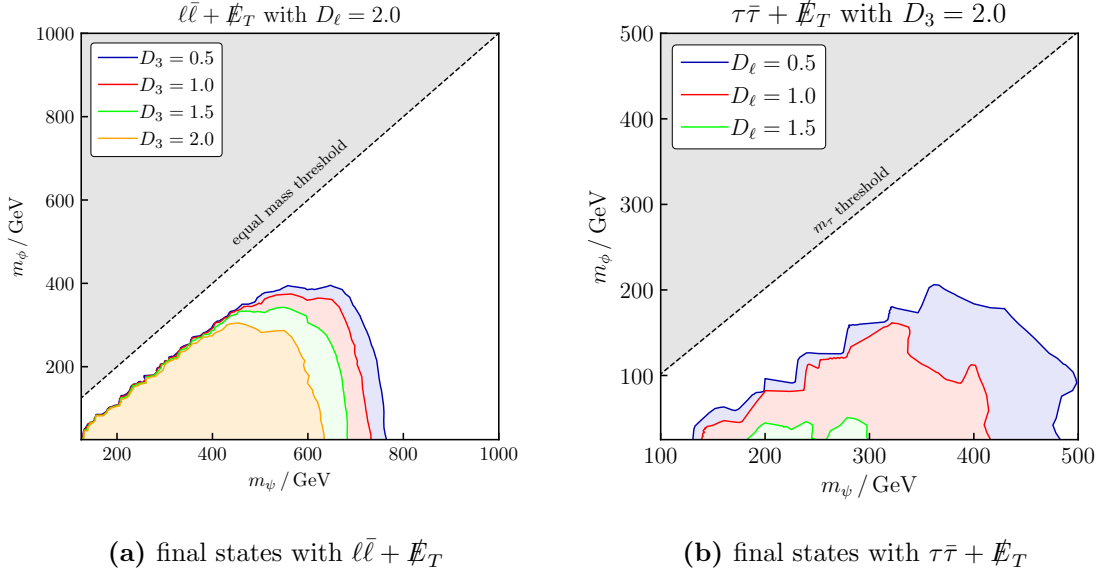 ℓℓ̄ + E̸_T with D_ℓ = 2.0
1000
800
600
400
200
m_ϕ / GeV
D_3 = 0.5
D_3 = 1.0
D_3 = 1.5
D_3 = 2.0
equal mass threshold
200
400
600
800
1000
m_ψ / GeV
(a) final states with ℓℓ̄ + E̸_T
ττ̄ + E̸_T with D_3 = 2.0
500
400
300
200
100
m_ϕ / GeV
D_ℓ = 0.5
D_ℓ = 1.0
D_ℓ = 1.5
m_τ threshold
100
200
300
400
500
m_ψ / GeV
(b) final states with ττ̄ + E̸_T